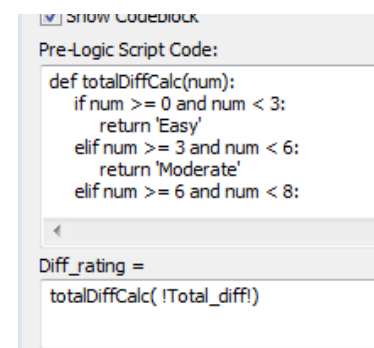 Show Codeblock
Pre-Logic Script Code:
def totalDiffCalc(num):
    if num >= 0 and num < 3:
        return 'Easy'
    elif num >= 3 and num < 6:
        return 'Moderate'
    elif num >= 6 and num < 8:
Diff_rating =
totalDiffCalc( !Total_diff!)